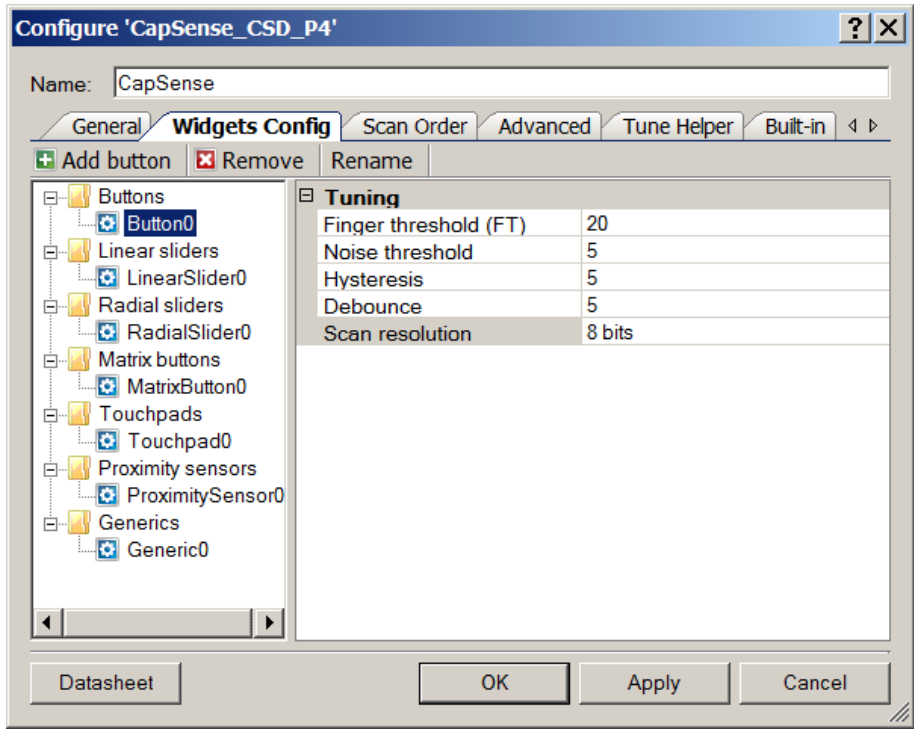 Configure 'CapSense_CSD_P4'
Name: CapSense
General Widgets Config Scan Order Advanced Tune Helper Built-in
Add button Remove Rename
Buttons
Button0
Linear sliders
LinearSlider0
Radial sliders
RadialSlider0
Matrix buttons
MatrixButton0
Touchpads
Touchpad0
Proximity sensors
ProximitySensor0
Generics
Generic0
Tuning
Finger threshold (FT) 20
Noise threshold 5
Hysteresis 5
Debounce 5
Scan resolution 8 bits
Datasheet OK Apply Cancel